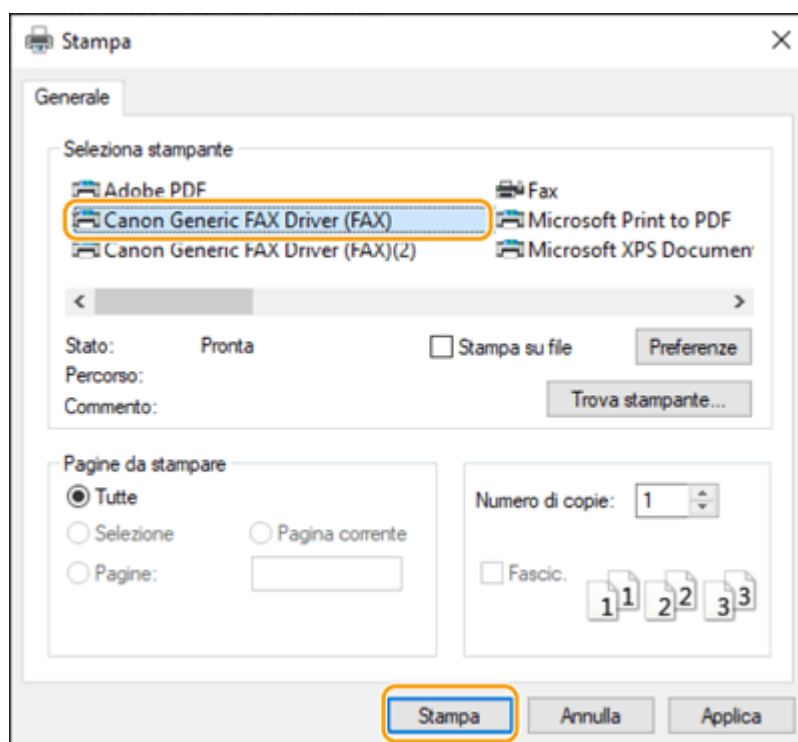 Stampa
Generale
Seleziona stampante
Adobe PDF
Fax
Canon Generic FAX Driver (FAX)
Microsoft Print to PDF
Canon Generic FAX Driver (FAX)(2)
Microsoft XPS Documen
Stato: Pronta
Stampa su file
Preferenze
Percorso:
Commento:
Trova stampante...
Pagine da stampare
Tutte
Selezione
Pagina corrente
Pagine:
Numero di copie: 1
Fascic.
1 1 2 2 3 3
Stampa
Annulla
Applica